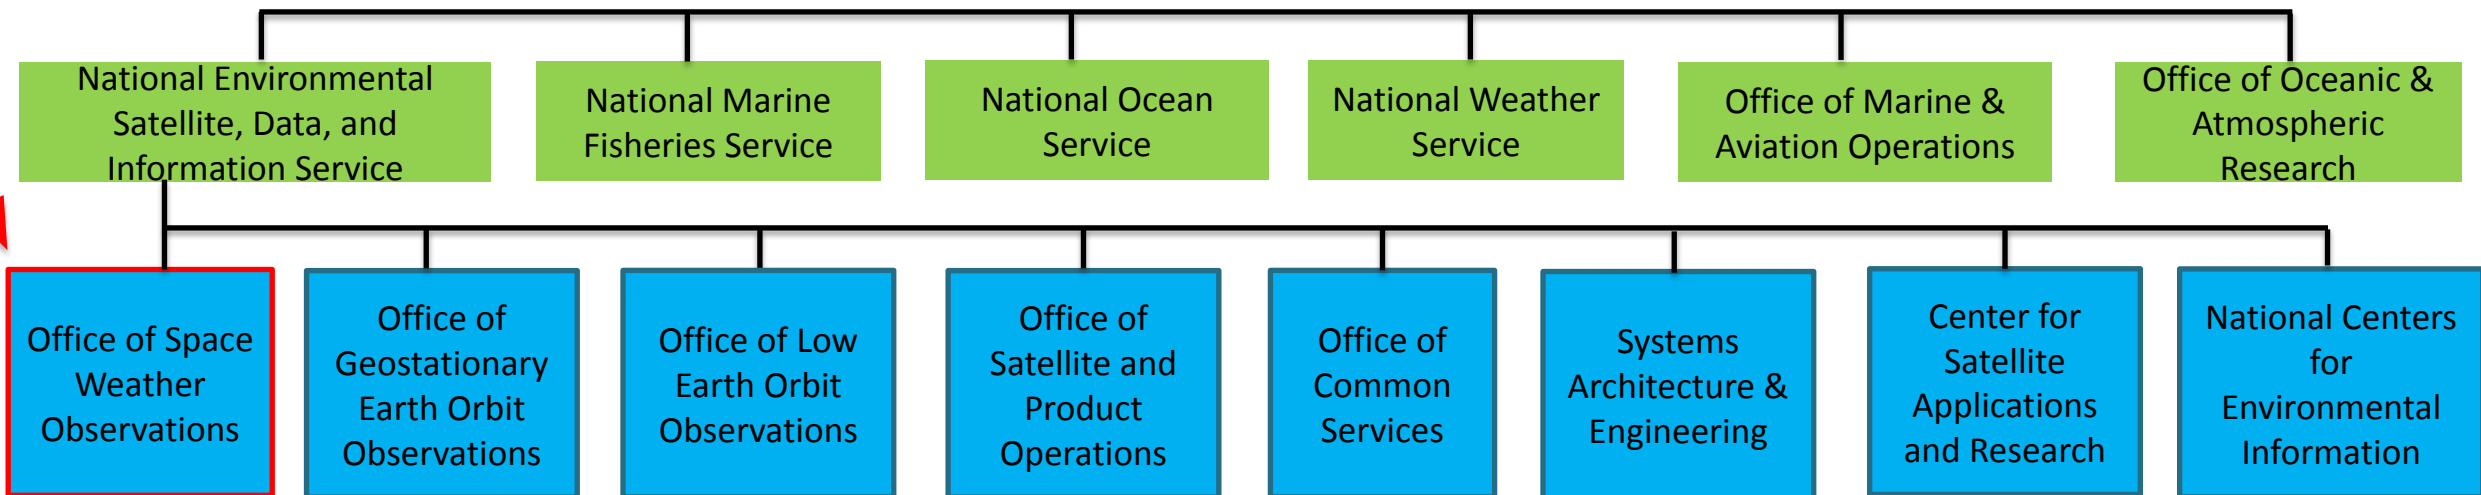 National Environmental
Satellite, Data, and
Information Service
National Marine
Fisheries Service
National Ocean
Service
National Weather
Service
Office of Marine &
Aviation Operations
Office of Oceanic &
Atmospheric
Research
Office of Space
Weather
Observations
Office of
Geostationary
Earth Orbit
Observations
Office of Low
Earth Orbit
Observations
Office of
Satellite and
Product
Operations
Office of
Common
Services
Systems
Architecture &
Engineering
Center for
Satellite
Applications
and Research
National Centers
for
Environmental
Information